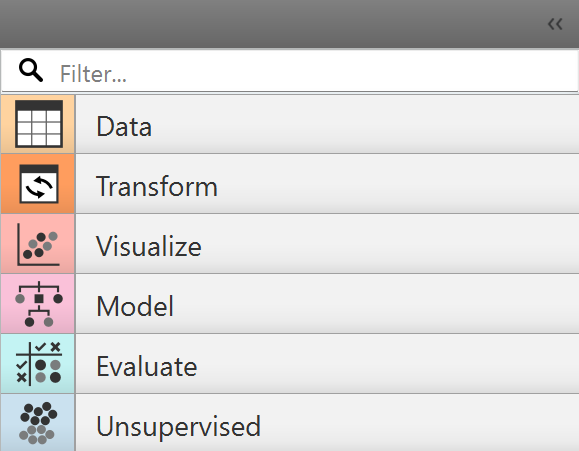 «
Filter...
Data
Transform
Visualize
Model
Evaluate
Unsupervised